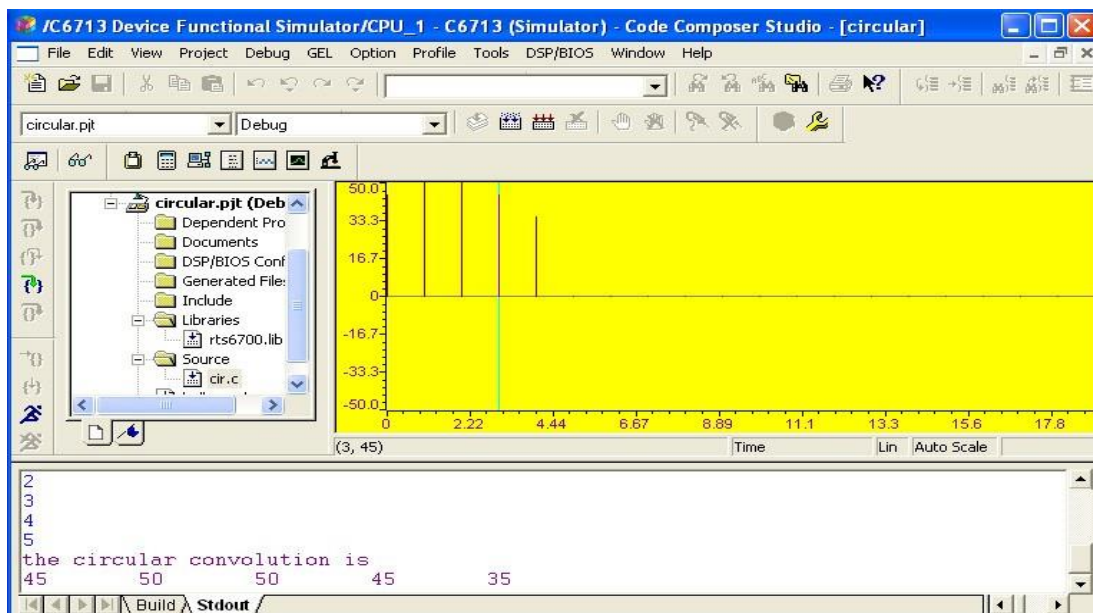 /C6713 Device Functional Simulator/CPU_1 - C6713 (Simulator) - Code Composer Studio - [circular]
File Edit View Project Debug GEL Option Profile Tools DSP/BIOS Window Help
circular.pjt Debug
circular.pjt (Deb
Dependent Pro
Documents
DSP/BIOS Conf
Generated File:
Include
Libraries
rts6700.lib
Source
cir.c
50.0
33.3
16.7
0
-16.7
-33.3
-50.0
0 2.22 4.44 6.67 8.89 11.1 13.3 15.6 17.8
(3, 45) Time Lin Auto Scale
2
3
4
5
the circular convolution is
45 50 50 45 35
Build Stdout